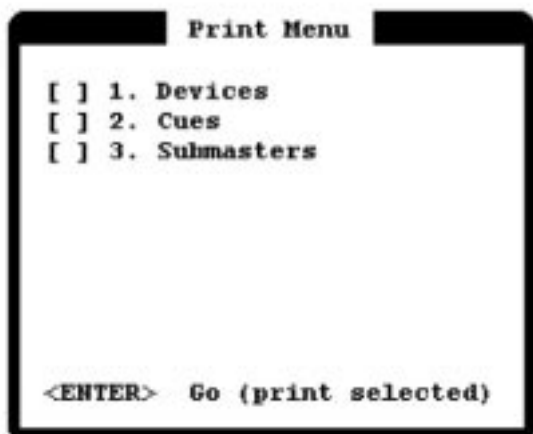 Print Menu
[ ] 1. Devices
[ ] 2. Cues
[ ] 3. Submasters
<ENTER> Go (print selected)